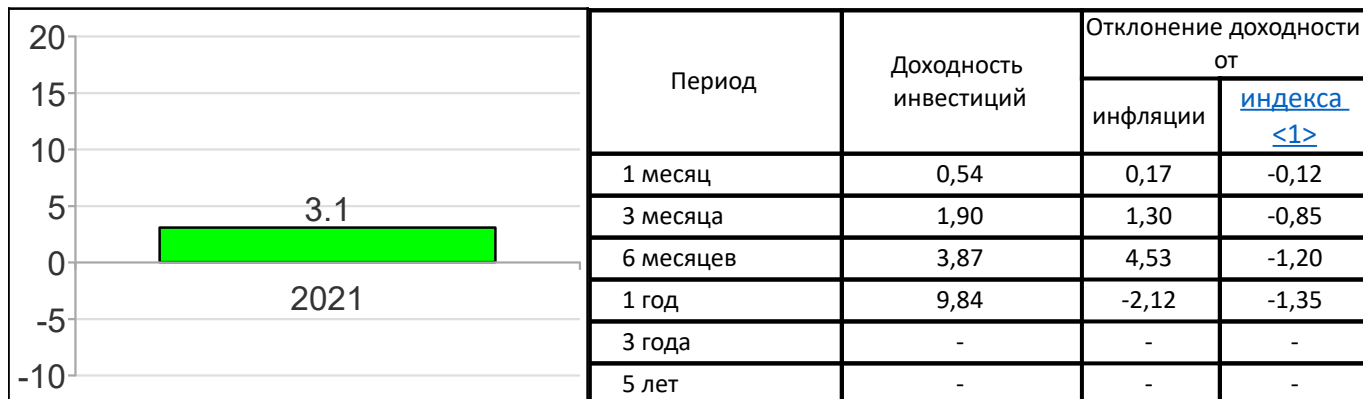 20
15
10
5
0
-5
-10
3.1
2021
Период
Доходность
инвестиций
Отклонение доходности
от
инфляции
индекса
<1>
1 месяц 0,54 0,17 -0,12
3 месяца 1,90 1,30 -0,85
6 месяцев 3,87 4,53 -1,20
1 год 9,84 -2,12 -1,35
3 года - - -
5 лет - - -